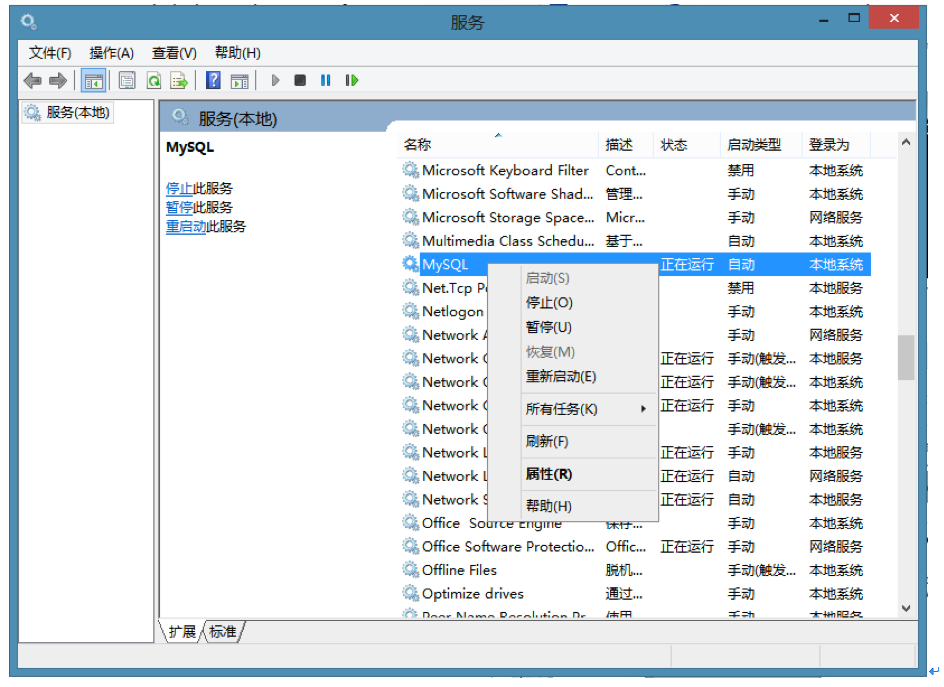 服务
文件(F) 操作(A) 查看(V) 帮助(H)
服务(本地)
服务(本地)
MySQL
停止此服务
暂停此服务
重启动此服务
名称 描述 状态 启动类型 登录为
Microsoft Keyboard Filter Cont... 禁用 本地系统
Microsoft Software Shad... 管理... 手动 本地系统
Microsoft Storage Space... Micr... 手动 网络服务
Multimedia Class Schedu... 基于... 自动 本地系统
MySQL 正在运行 自动 本地系统
Net.Tcp P 禁用 本地服务
Netlogon 手动 本地系统
Network 手动 网络服务
Network 正在运行 手动(触发... 本地服务
Network 正在运行 手动(触发... 本地系统
Network 正在运行 手动 本地系统
Network 手动(触发... 本地系统
Network L 正在运行 手动 本地服务
Network L 正在运行 自动 网络服务
Network S 正在运行 自动 本地服务
Office Source Engine 保存... 手动 本地系统
Office Software Protectio... Offic... 正在运行 手动 网络服务
Offline Files 脱机... 手动(触发... 本地系统
Optimize drives 通过... 手动 本地系统
Peer Name Resolution Pr... 使用... 手动 本地服务
启动(S)
停止(O)
暂停(U)
恢复(M)
重新启动(E)
所有任务(K)
刷新(F)
属性(R)
帮助(H)
扩展 标准